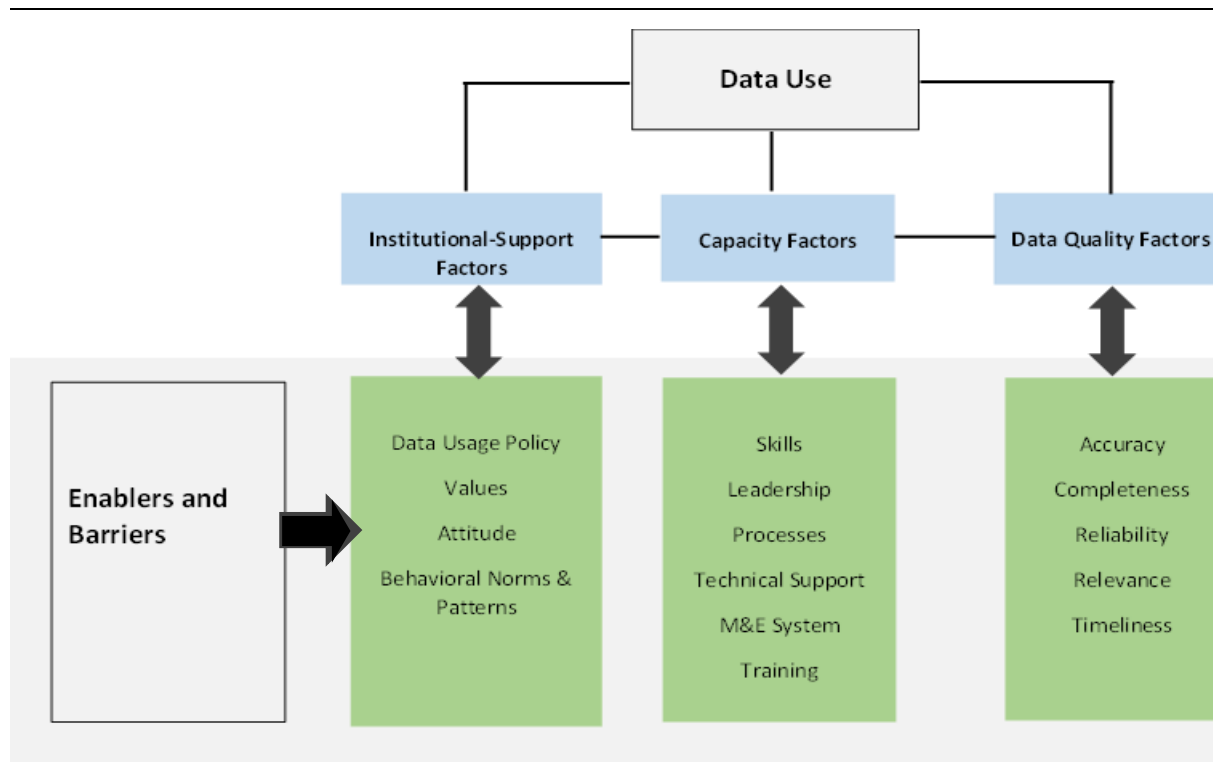 Data Use
Institutional-Support
Factors
Capacity Factors
Data Quality Factors
Enablers and
Barriers
Data Usage Policy
Values
Attitude
Behavioral Norms &
Patterns
Skills
Leadership
Processes
Technical Support
M&E System
Training
Accuracy
Completeness
Reliability
Relevance
Timeliness